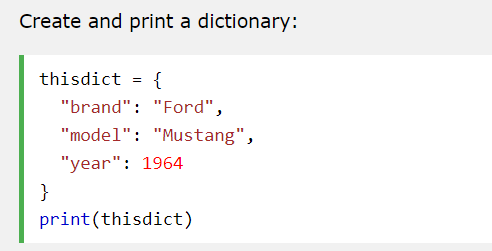 Create and print a dictionary:
thisdict = {
  "brand": "Ford",
  "model": "Mustang",
  "year": 1964
}
print(thisdict)